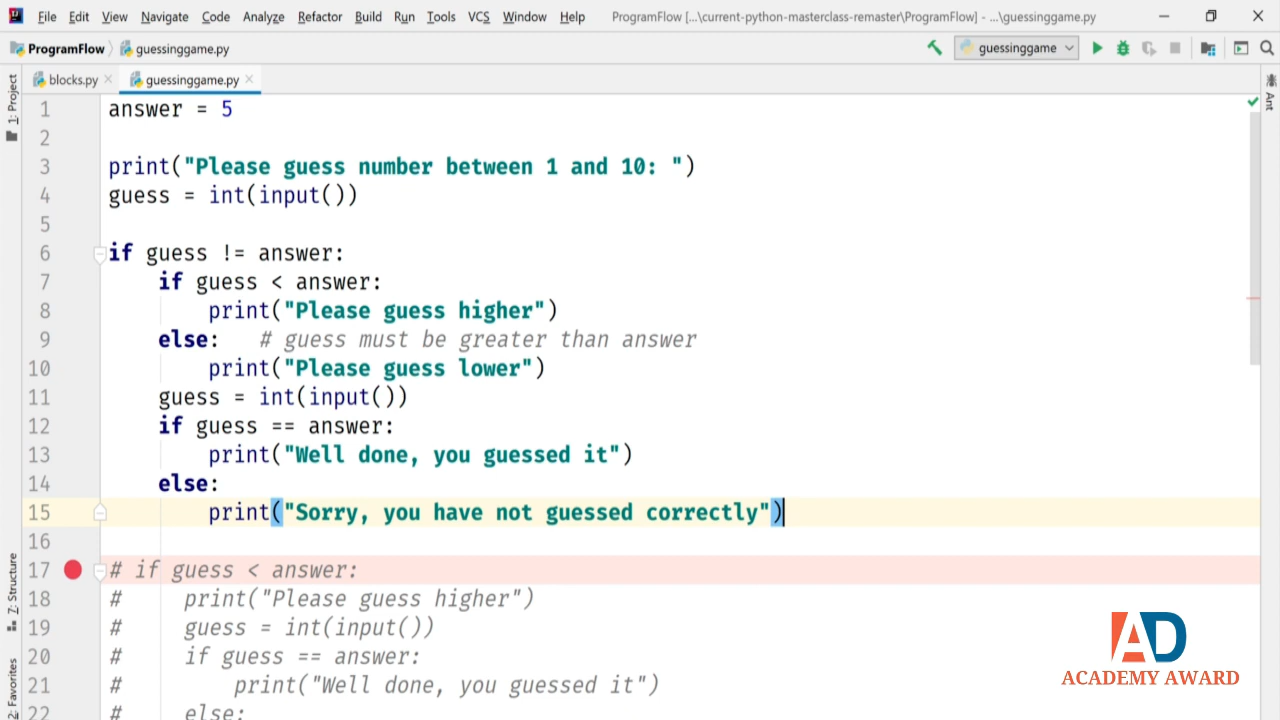 File Edit View Navigate Code Analyze Refactor Build Run Tools VCS Window Help ProgramFlow [...\current-python-masterclass-remaster\ProgramFlow] - ...\guessinggame.py
ProgramFlow guessinggame.py guessinggame
blocks.py guessinggame.py
1: Project
Ant
1 answer = 5
2
3 print("Please guess number between 1 and 10: ")
4 guess = int(input())
5
6 if guess != answer:
7     if guess < answer:
8         print("Please guess higher")
9     else:   # guess must be greater than answer
10         print("Please guess lower")
11     guess = int(input())
12     if guess == answer:
13         print("Well done, you guessed it")
14     else:
15         print("Sorry, you have not guessed correctly")
16
17 # if guess < answer:
18 #     print("Please guess higher")
19 #     guess = int(input())
20 #     if guess == answer:
21 #         print("Well done, you guessed it")
22 #     else:
Z: Structure
2: Favorites
AD
ACADEMY AWARD